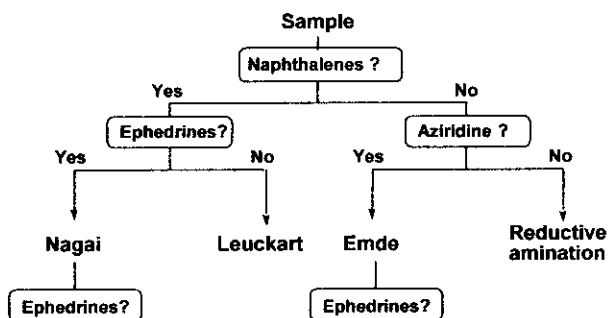 Sample
Naphthalenes ?
Yes
No
Ephedrines?
Aziridine ?
Yes
No
Yes
No
Nagai
Leuckart
Emde
Reductive
amination
Ephedrines?
Ephedrines?